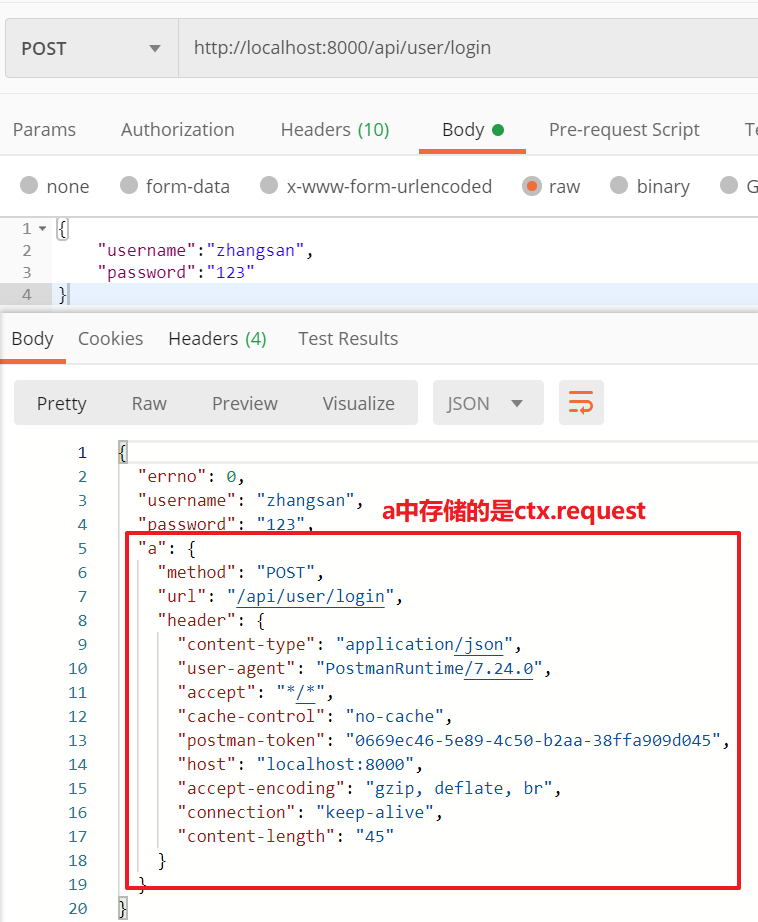 POST http://localhost:8000/api/user/login
Params Authorization Headers (10) Body Pre-request Script
none form-data x-www-form-urlencoded raw binary
1 {
2 "username":"zhangsan",
3 "password":"123"
4 }
Body Cookies Headers (4) Test Results
Pretty Raw Preview Visualize JSON
1 {
2 "errno": 0,
3 "username": "zhangsan",
a中存储的是ctx.request
4 "password": "123",
5 "a": {
6 "method": "POST",
7 "url": "/api/user/login",
8 "header": {
9 "content-type": "application/json",
10 "user-agent": "PostmanRuntime/7.24.0",
11 "accept": "*/*",
12 "cache-control": "no-cache",
13 "postman-token": "0669ec46-5e89-4c50-b2aa-38ffa909d045",
14 "host": "localhost:8000",
15 "accept-encoding": "gzip, deflate, br",
16 "connection": "keep-alive",
17 "content-length": "45"
18 }
19 }
20 }